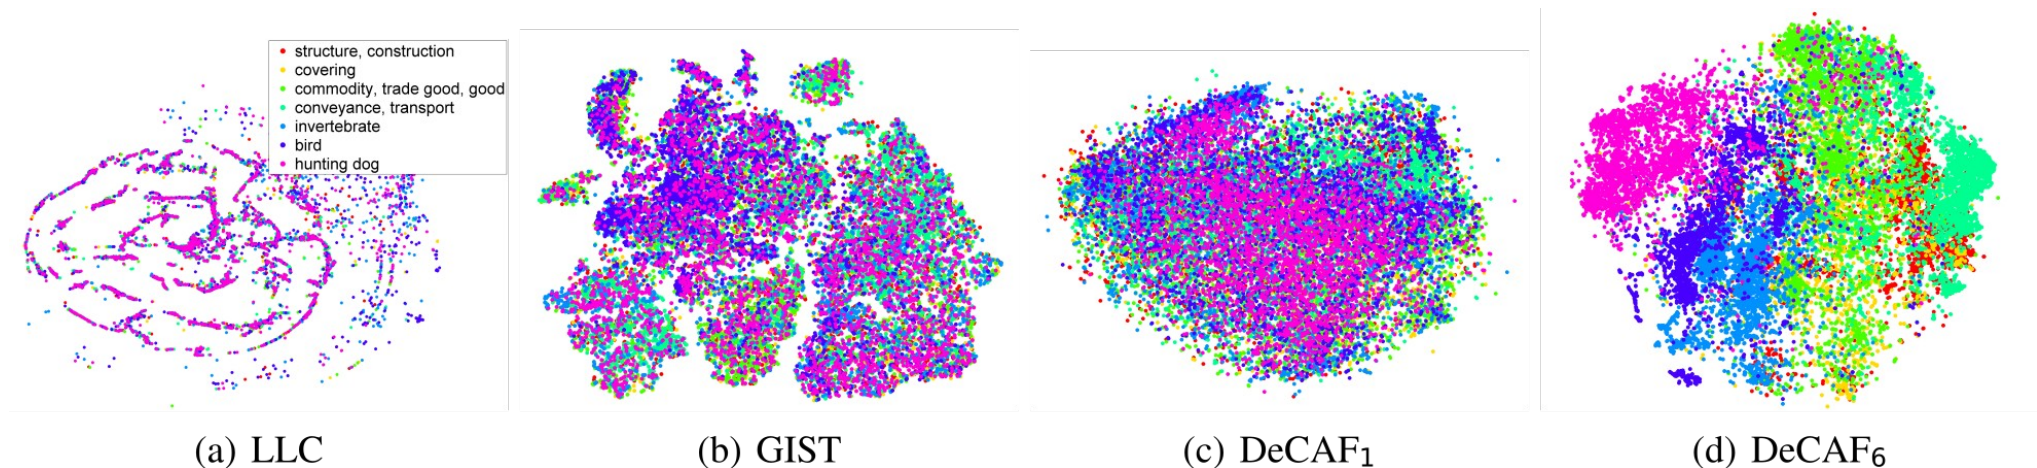 structure, construction
covering
commodity, trade good, good
conveyance, transport
invertebrate
bird
hunting dog
(a) LLC
(b) GIST
(c) DeCAF₁
(d) DeCAF₆